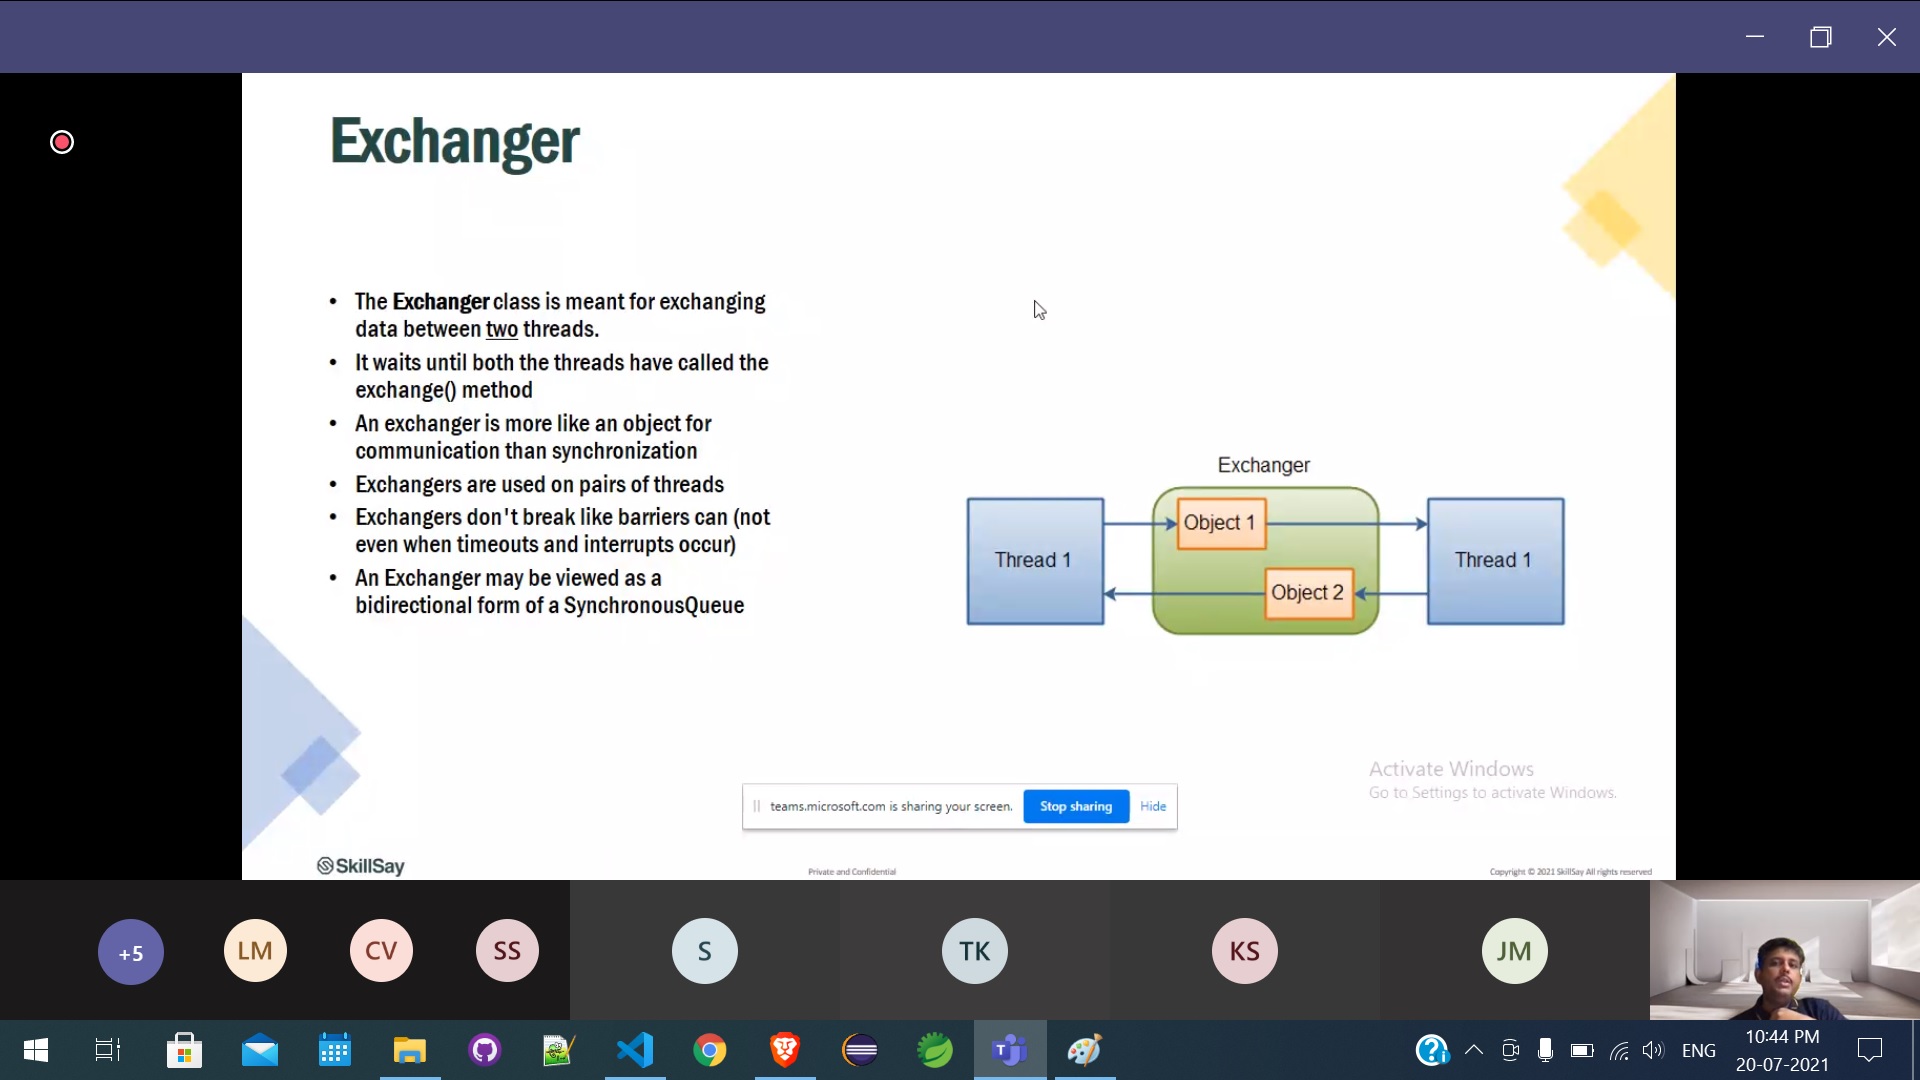 Exchanger
• The Exchanger class is meant for exchanging
data between two threads.
• It waits until both the threads have called the
exchange() method
• An exchanger is more like an object for
communication than synchronization
• Exchangers are used on pairs of threads
• Exchangers don't break like barriers can (not
even when timeouts and interrupts occur)
• An Exchanger may be viewed as a
bidirectional form of a SynchronousQueue
Exchanger
Thread 1
Object 1
Object 2
Thread 1
Activate Windows
Go to Settings to activate Windows.
teams.microsoft.com is sharing your screen.
Stop sharing
Hide
SkillSay
Private and Confidential
Copyright © 2021 SkillSay All rights reserved
+5
LM
CV
SS
S
TK
KS
JM
ENG
10:44 PM
20-07-2021